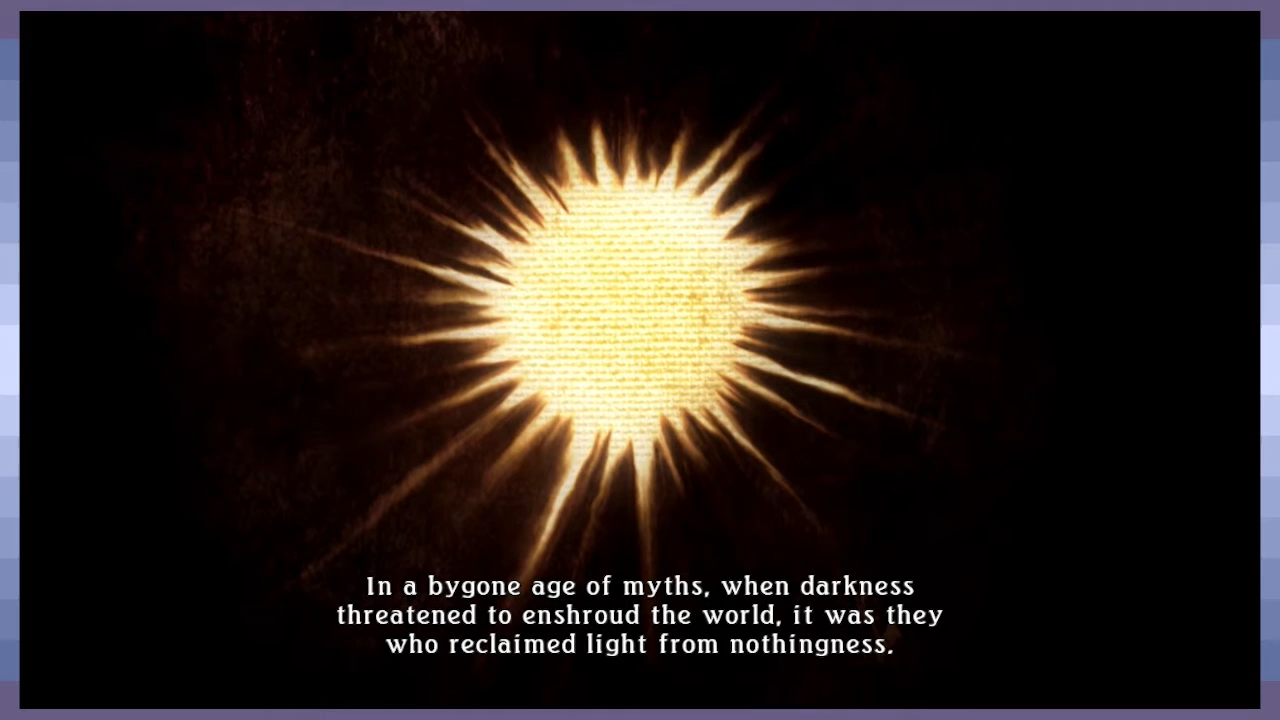 In a bygone age of myths, when darkness
threatened to enshroud the world, it was they
who reclaimed light from nothingness.